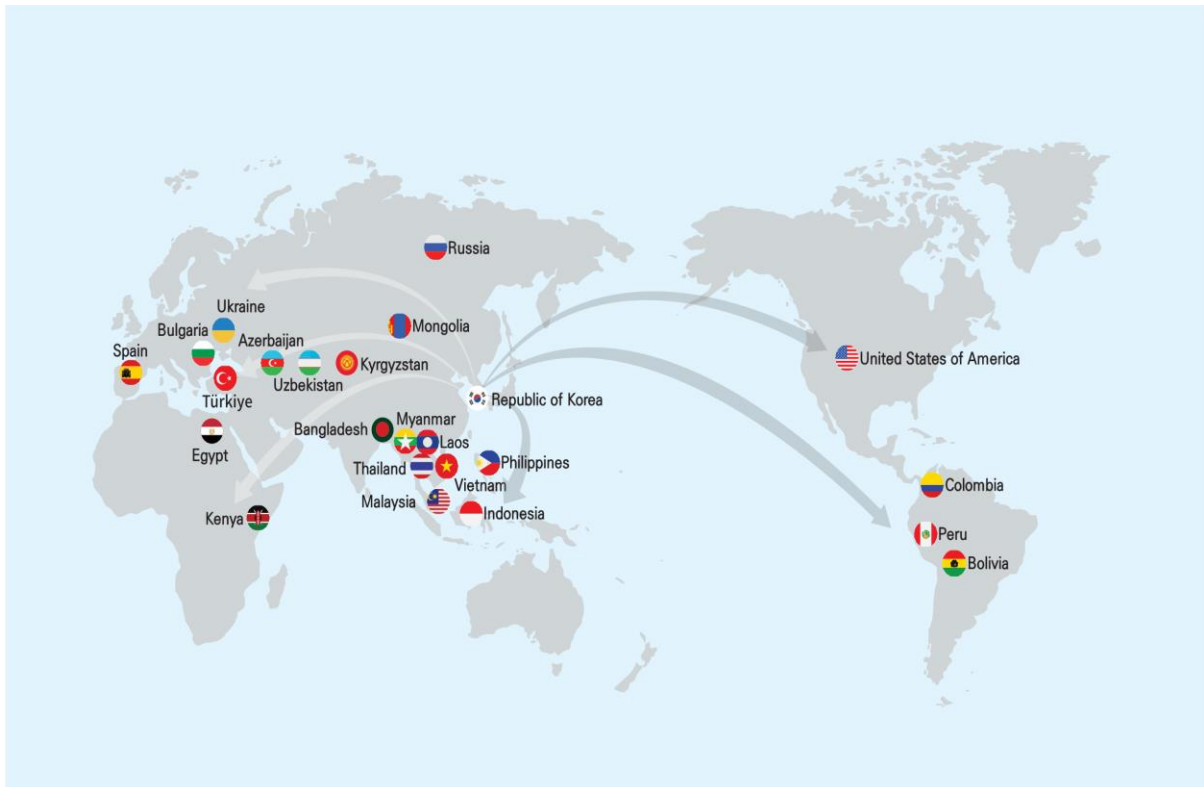 Russia
Ukraine
Mongolia
Bulgaria
Azerbaijan
Spain
United States of America
Kyrgyzstan
Uzbekistan
Türkiye
Republic of Korea
Myanmar
Bangladesh
Laos
Egypt
Philippines
Thailand
Vietnam
Colombia
Malaysia
Indonesia
Kenya
Peru
Bolivia